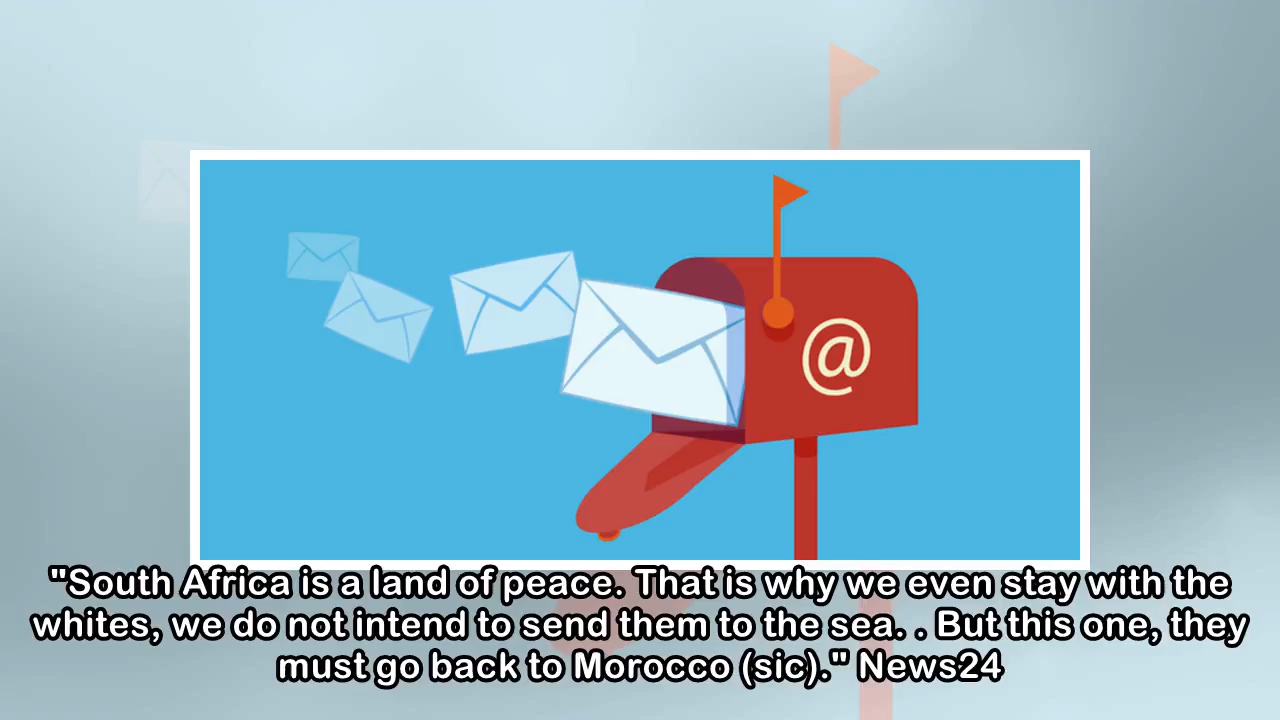 @
"South Africa is a land of peace. That is why we even stay with the
whites, we do not intend to send them to the sea. . But this one, they
must go back to Morocco (sic)." News24